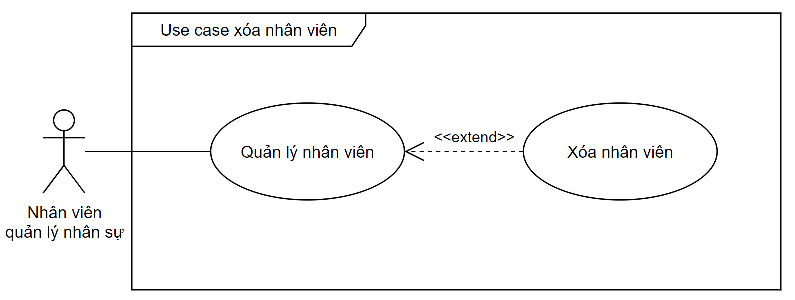 Use case xóa nhân viên
<<extend>>
Quản lý nhân viên
Xóa nhân viên
Nhân viên
quản lý nhân sự